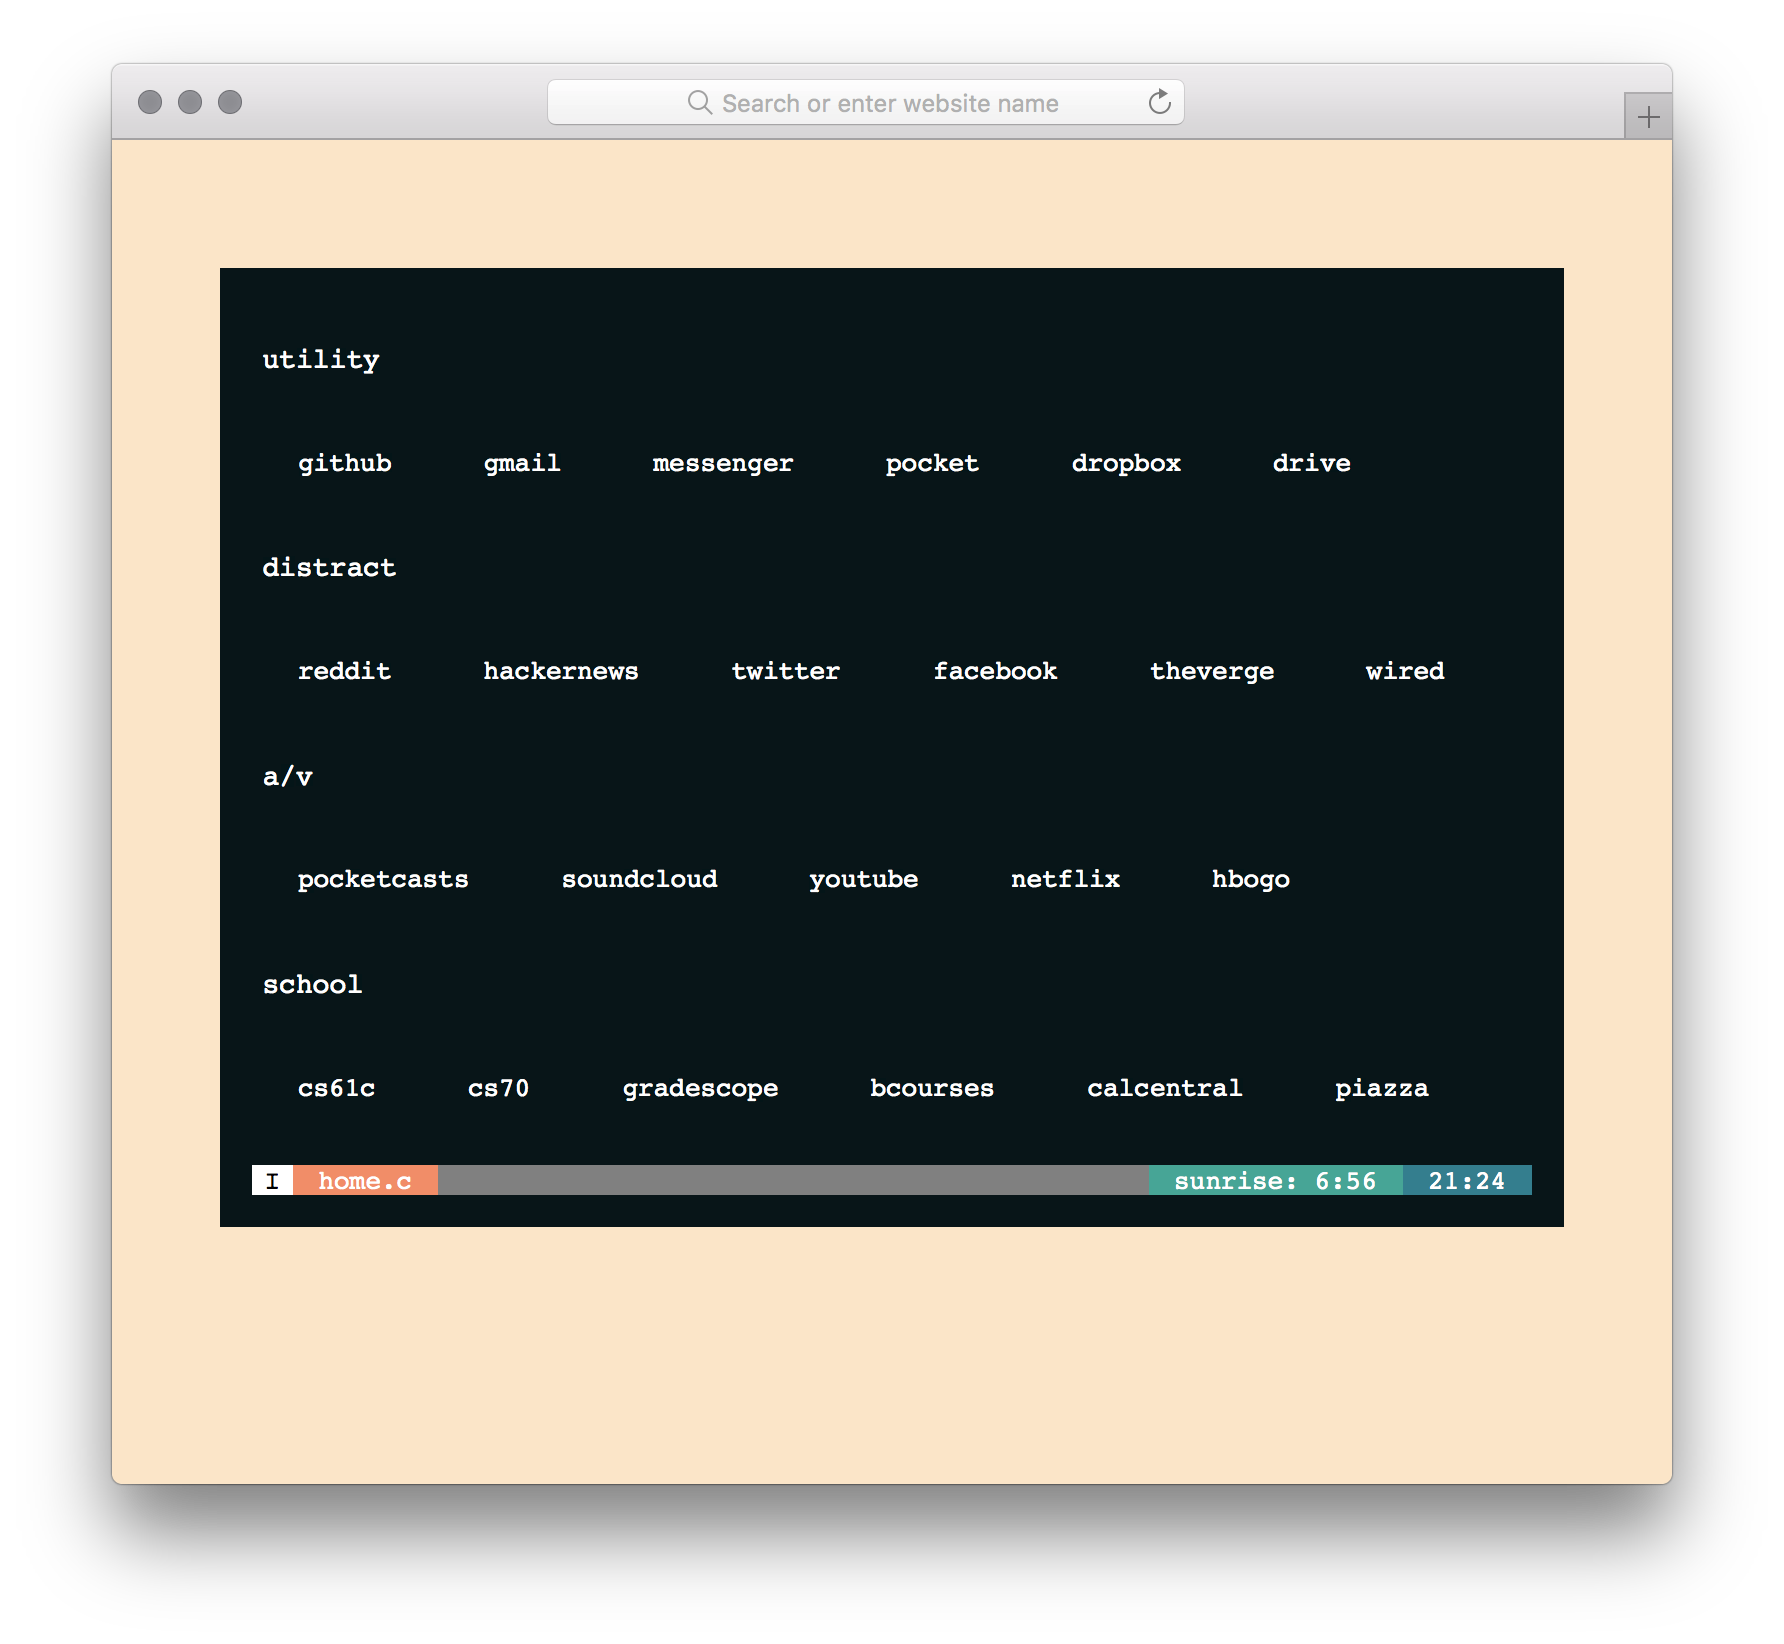 Search or enter website name
utility
github gmail messenger pocket dropbox drive
distract
reddit hackernews twitter facebook theverge wired
a/v
pocketcasts soundcloud youtube netflix hbogo
school
cs61c cs70 gradescope bcourses calcentral piazza
I home.c sunrise: 6:56 21:24